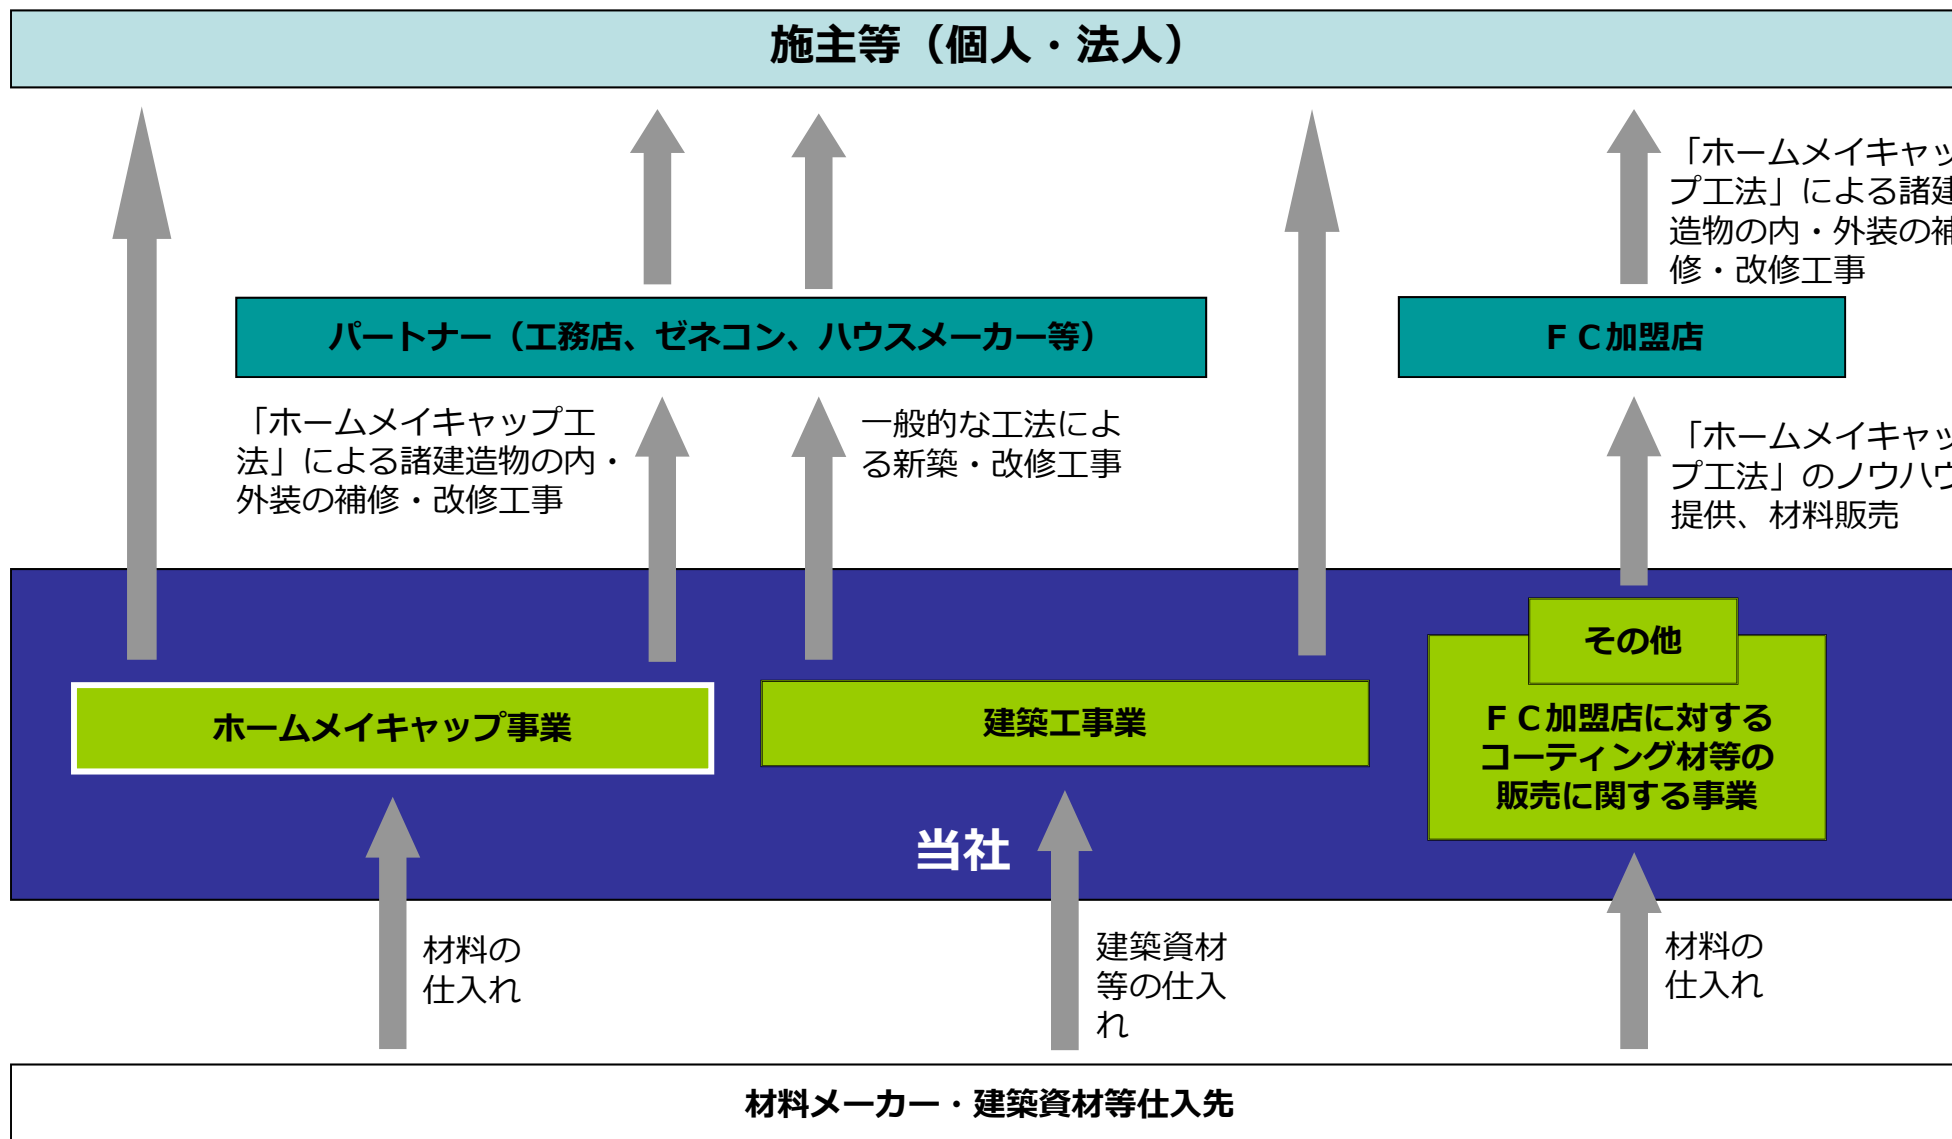 施主等（個人・法人）
「ホームメイキャッ
プ工法」による諸建
造物の内・外装の補
修・改修工事
パートナー（工務店、ゼネコン、ハウスメーカー等）
ＦＣ加盟店
「ホームメイキャップ工
法」による諸建造物の内・
外装の補修・改修工事
一般的な工法によ
る新築・改修工事
「ホームメイキャッ
プ工法」のノウハウ
提供、材料販売
その他
ホームメイキャップ事業
建築工事業
ＦＣ加盟店に対する
コーティング材等の
販売に関する事業
当社
材料の
仕入れ
建築資材
等の仕入
れ
材料の
仕入れ
材料メーカー・建築資材等仕入先